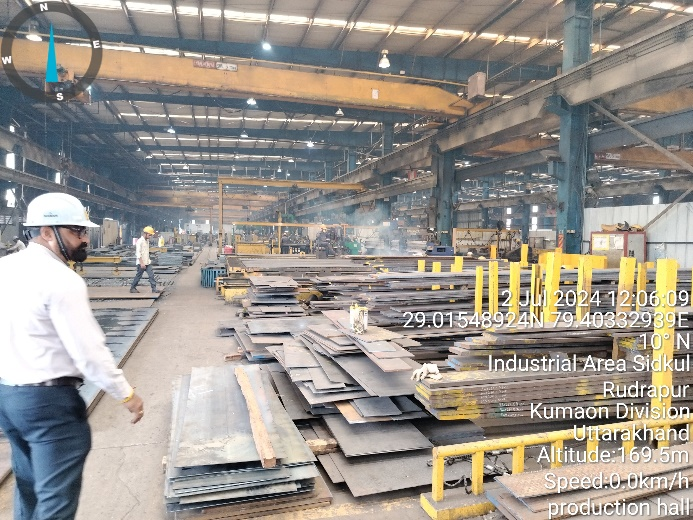 N
E
W
S
2 Jul 2024 12:06:09
29.01548924N 79.40332939E
10° N
Industrial Area Sidkul
Rudrapur
Kumaon Division
Uttarakhand
Altitude:169.5m
Speed:0.0km/h
production hall